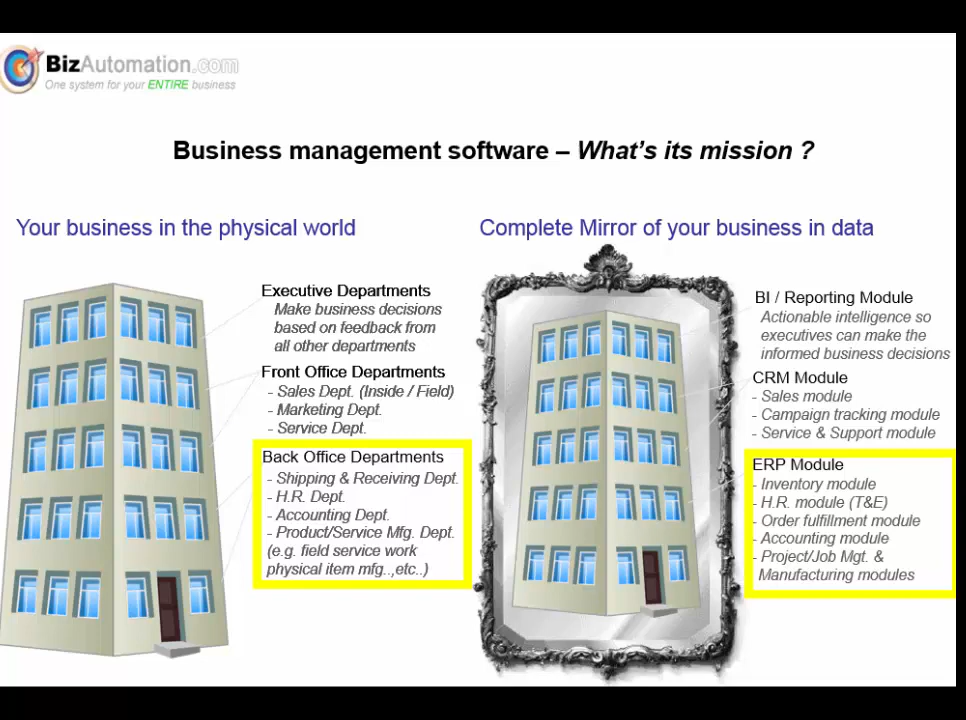 BizAutomation.com
One system for your ENTIRE business
Business management software – What's its mission ?
Your business in the physical world
Executive Departments
Make business decisions
based on feedback from
all other departments
Front Office Departments
- Sales Dept. (Inside / Field)
- Marketing Dept.
- Service Dept.
Back Office Departments
- Shipping & Receiving Dept.
- H.R. Dept.
- Accounting Dept.
- Product/Service Mfg. Dept.
(e.g. field service work
physical item mfg..,etc..)
Complete Mirror of your business in data
BI / Reporting Module
Actionable intelligence so
executives can make the
informed business decisions
CRM Module
- Sales module
- Campaign tracking module
- Service & Support module
ERP Module
- Inventory module
- H.R. module (T&E)
- Order fulfillment module
- Accounting module
- Project/Job Mgt. &
Manufacturing modules